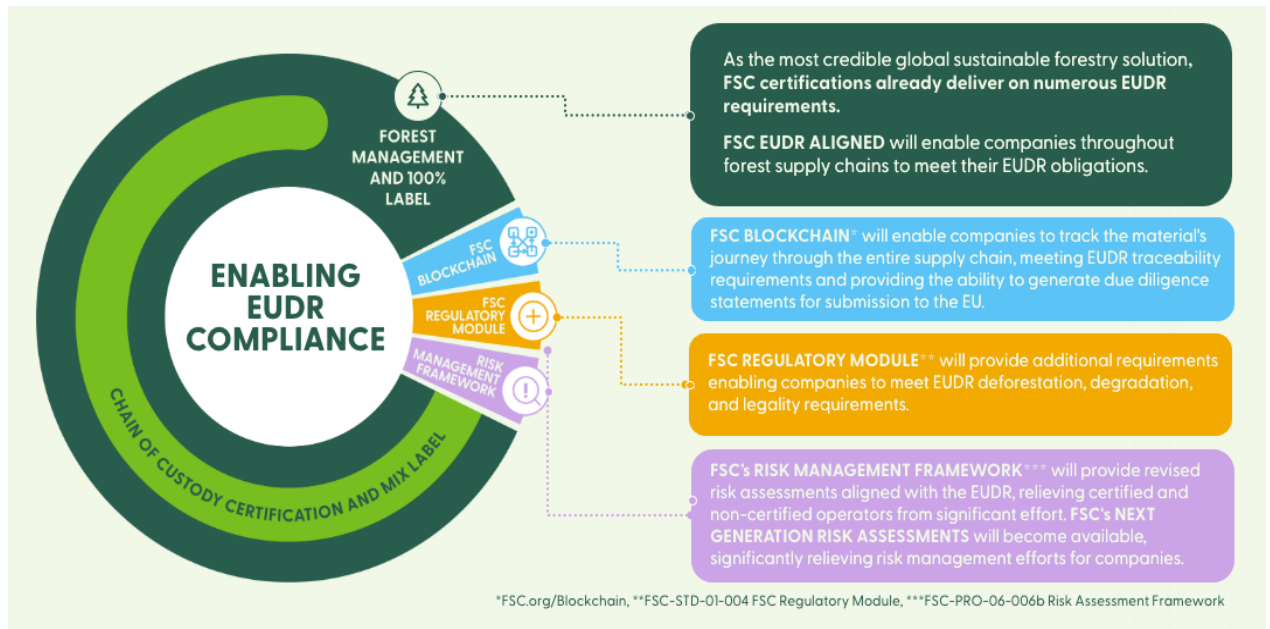 ENABLING
EUDR
COMPLIANCE
FOREST
MANAGEMENT
AND 100%
LABEL
FSC
BLOCKCHAIN
FSC
REGULATORY
MODULE
RISK
MANAGEMENT
FRAMEWORK
CHAIN OF CUSTODY CERTIFICATION AND MIX LABEL
As the most credible global sustainable forestry solution,
FSC certifications already deliver on numerous EUDR
requirements.
FSC EUDR ALIGNED will enable companies throughout
forest supply chains to meet their EUDR obligations.
FSC BLOCKCHAIN* will enable companies to track the material's
journey through the entire supply chain, meeting EUDR traceability
requirements and providing the ability to generate due diligence
statements for submission to the EU.
FSC REGULATORY MODULE** will provide additional requirements
enabling companies to meet EUDR deforestation, degradation,
and legality requirements.
FSC's RISK MANAGEMENT FRAMEWORK*** will provide revised
risk assessments aligned with the EUDR, relieving certified and
non-certified operators from significant effort. FSC's NEXT
GENERATION RISK ASSESSMENTS will become available,
significantly relieving risk management efforts for companies.
*FSC.org/Blockchain, **FSC-STD-01-004 FSC Regulatory Module, ***FSC-PRO-06-006b Risk Assessment Framework